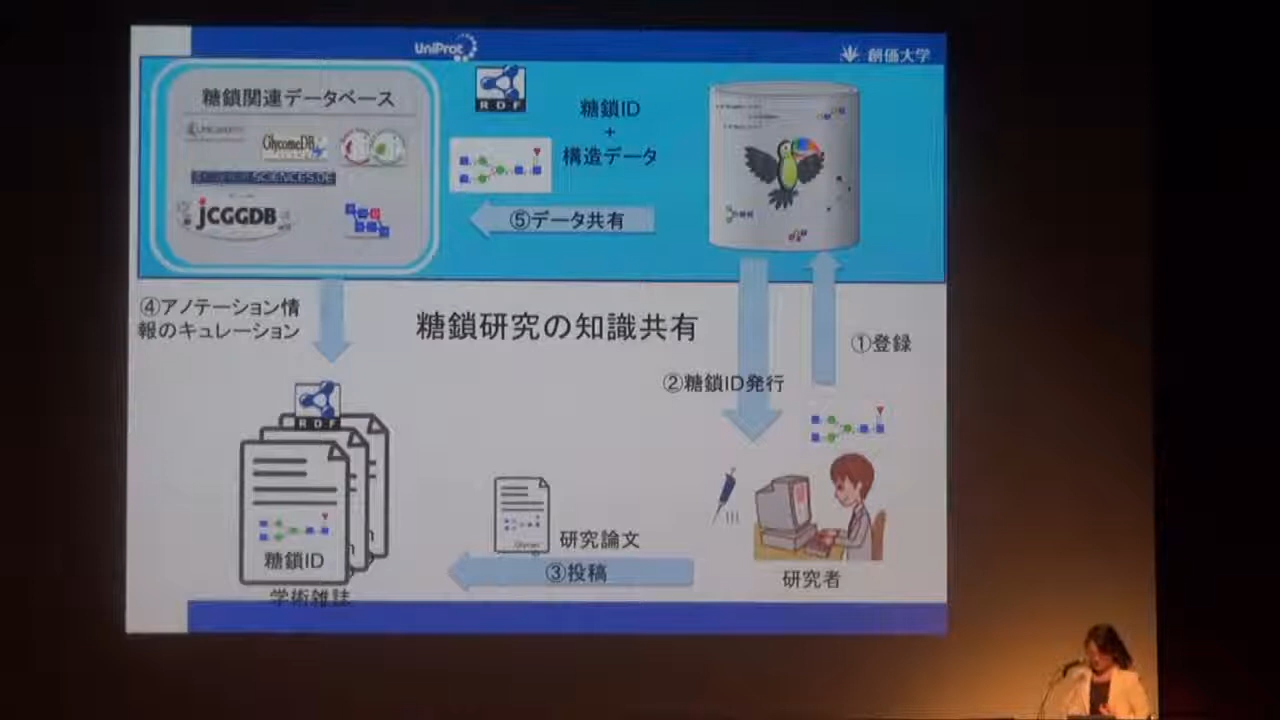 UniProt
創価大学
糖鎖関連データベース
GlycomeDB
SCIENCES.DE
jCGGDB
RDF
糖鎖ID
+
構造データ
⑤データ共有
④アノテーション情
報のキュレーション
糖鎖研究の知識共有
①登録
②糖鎖ID発行
RDF
糖鎖ID
学術雑誌
研究論文
③投稿
研究者